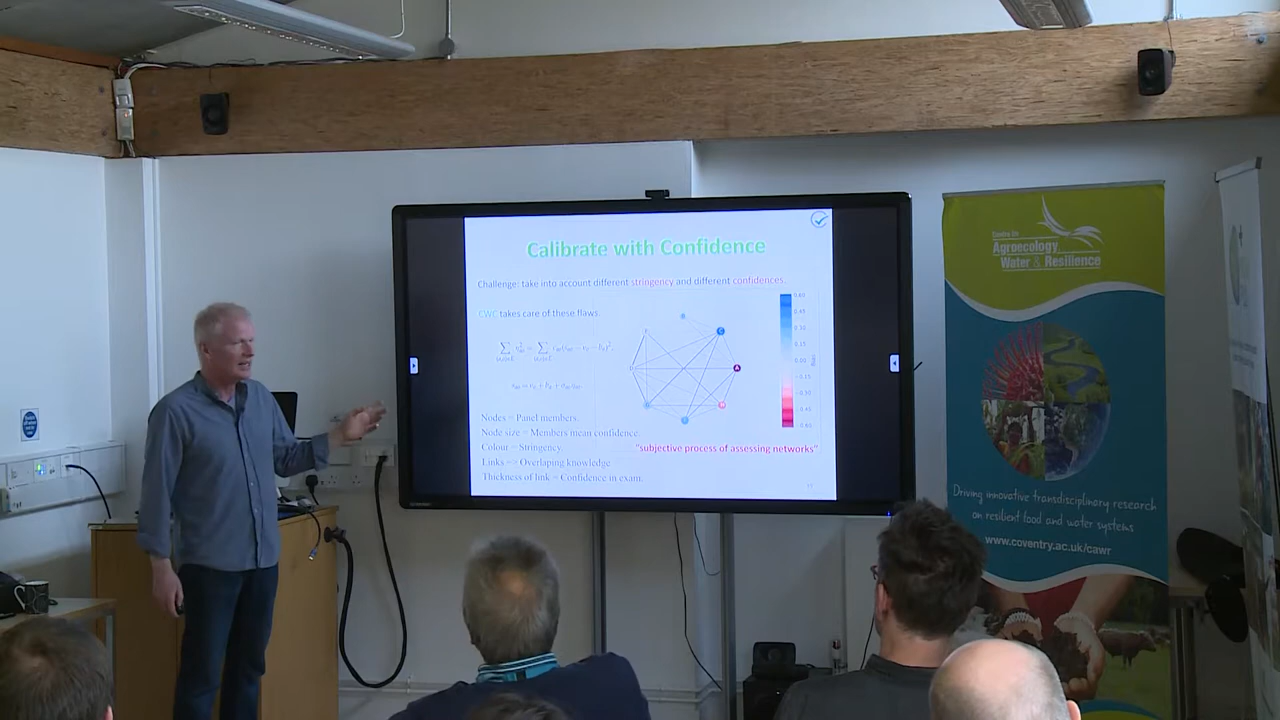 Calibrate with Confidence
Challenge: take into account different stringency and different confidences.
CWC takes care of these flaws.
Nodes = Panel members.
Node size = Members mean confidence.
Colour = Stringency.
Links => Overlaping knowledge
Thickness of link = Confidence in exam.
"subjective process of assessing networks"
A
Centre for
Agroecology,
Water & Resilience
Driving innovative transdisciplinary research
on resilient food and water systems
www.coventry.ac.uk/cawr